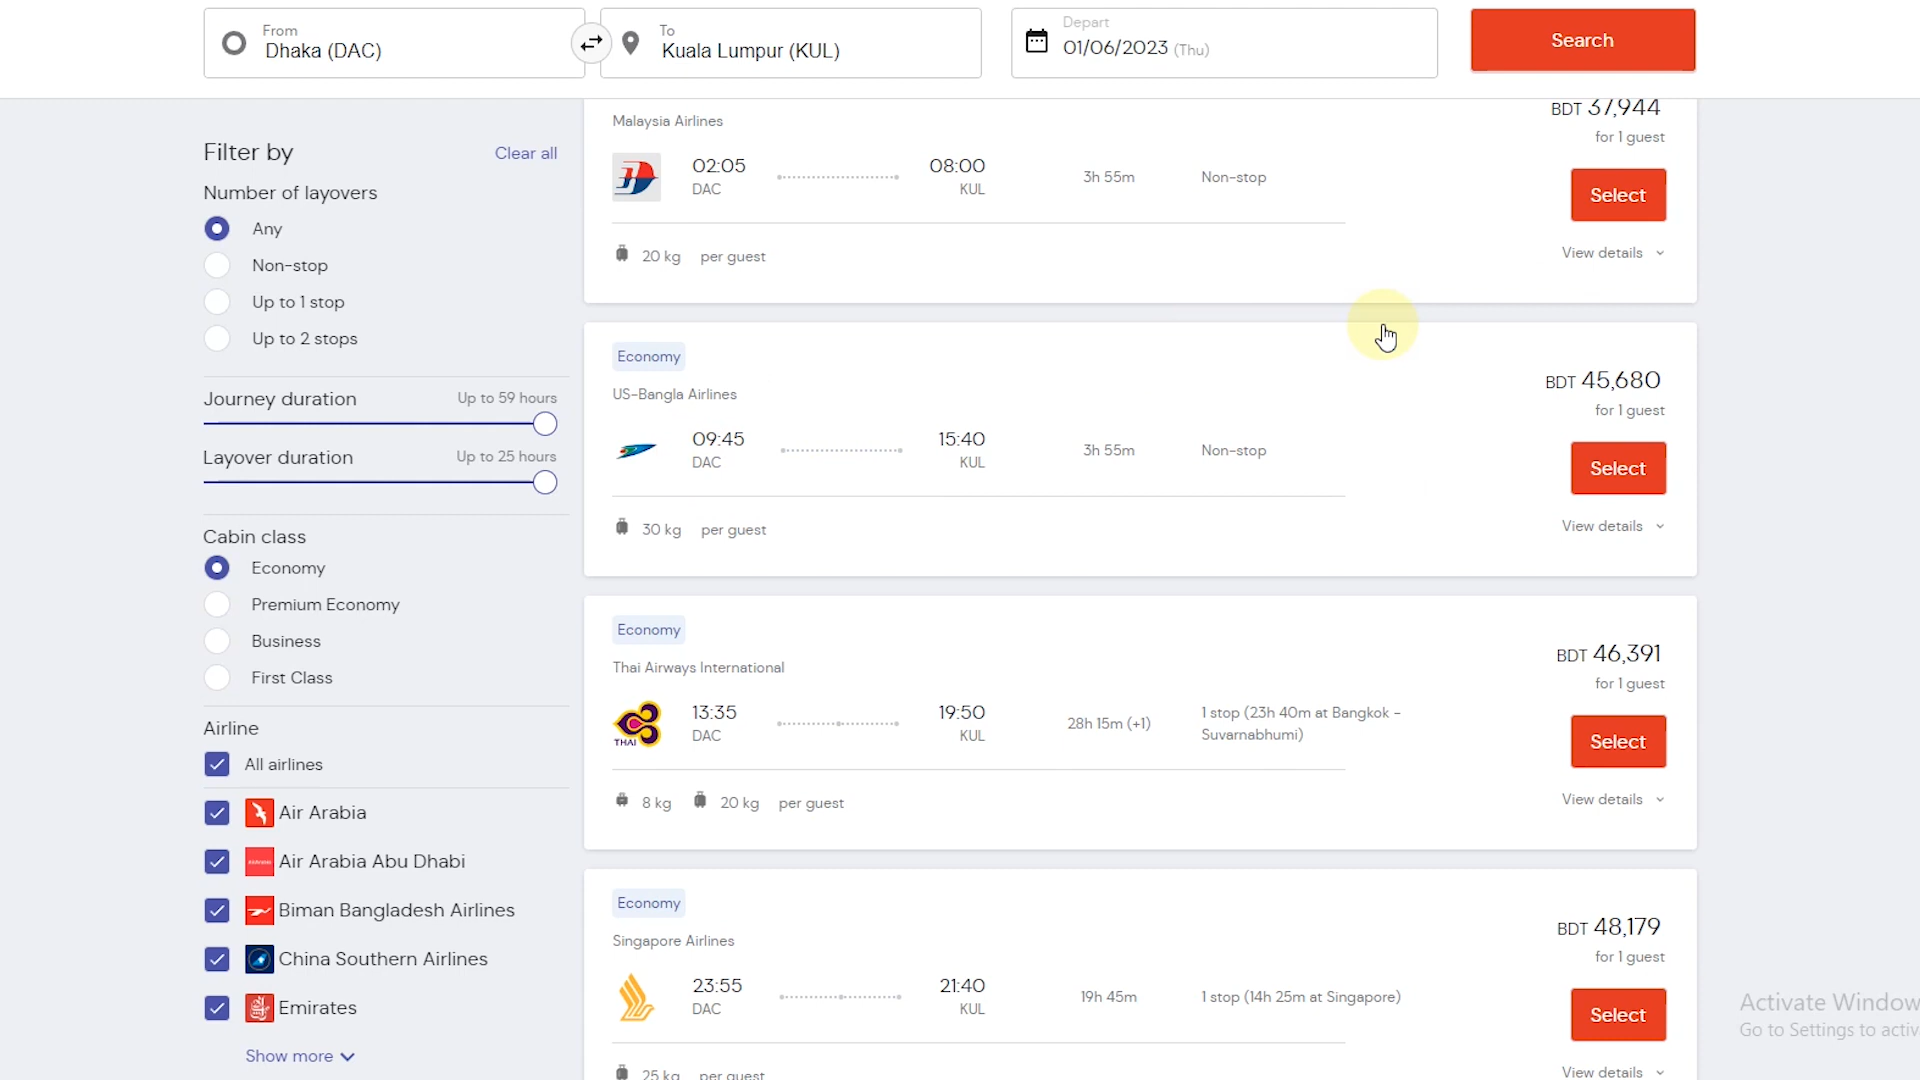 From
Dhaka (DAC)
To
Kuala Lumpur (KUL)
Depart
01/06/2023 (Thu)
Search
Filter by
Clear all
Number of layovers
Any
Non-stop
Up to 1 stop
Up to 2 stops
Journey duration
Up to 59 hours
Layover duration
Up to 25 hours
Cabin class
Economy
Premium Economy
Business
First Class
Airline
All airlines
Air Arabia
Air Arabia Abu Dhabi
Biman Bangladesh Airlines
China Southern Airlines
Emirates
Show more
Malaysia Airlines
BDT 37,944
for 1 guest
02:05
DAC
08:00
KUL
3h 55m
Non-stop
Select
20 kg per guest
View details
Economy
US-Bangla Airlines
BDT 45,680
for 1 guest
09:45
DAC
15:40
KUL
3h 55m
Non-stop
Select
30 kg per guest
View details
Economy
Thai Airways International
BDT 46,391
for 1 guest
THAI
13:35
DAC
19:50
KUL
28h 15m (+1)
1 stop (23h 40m at Bangkok -
Suvarnabhumi)
Select
8 kg 20 kg per guest
View details
Economy
Singapore Airlines
BDT 48,179
for 1 guest
23:55
DAC
21:40
KUL
19h 45m
1 stop (14h 25m at Singapore)
Select
25 kg per guest
View details
Activate Window
Go to Settings to activ